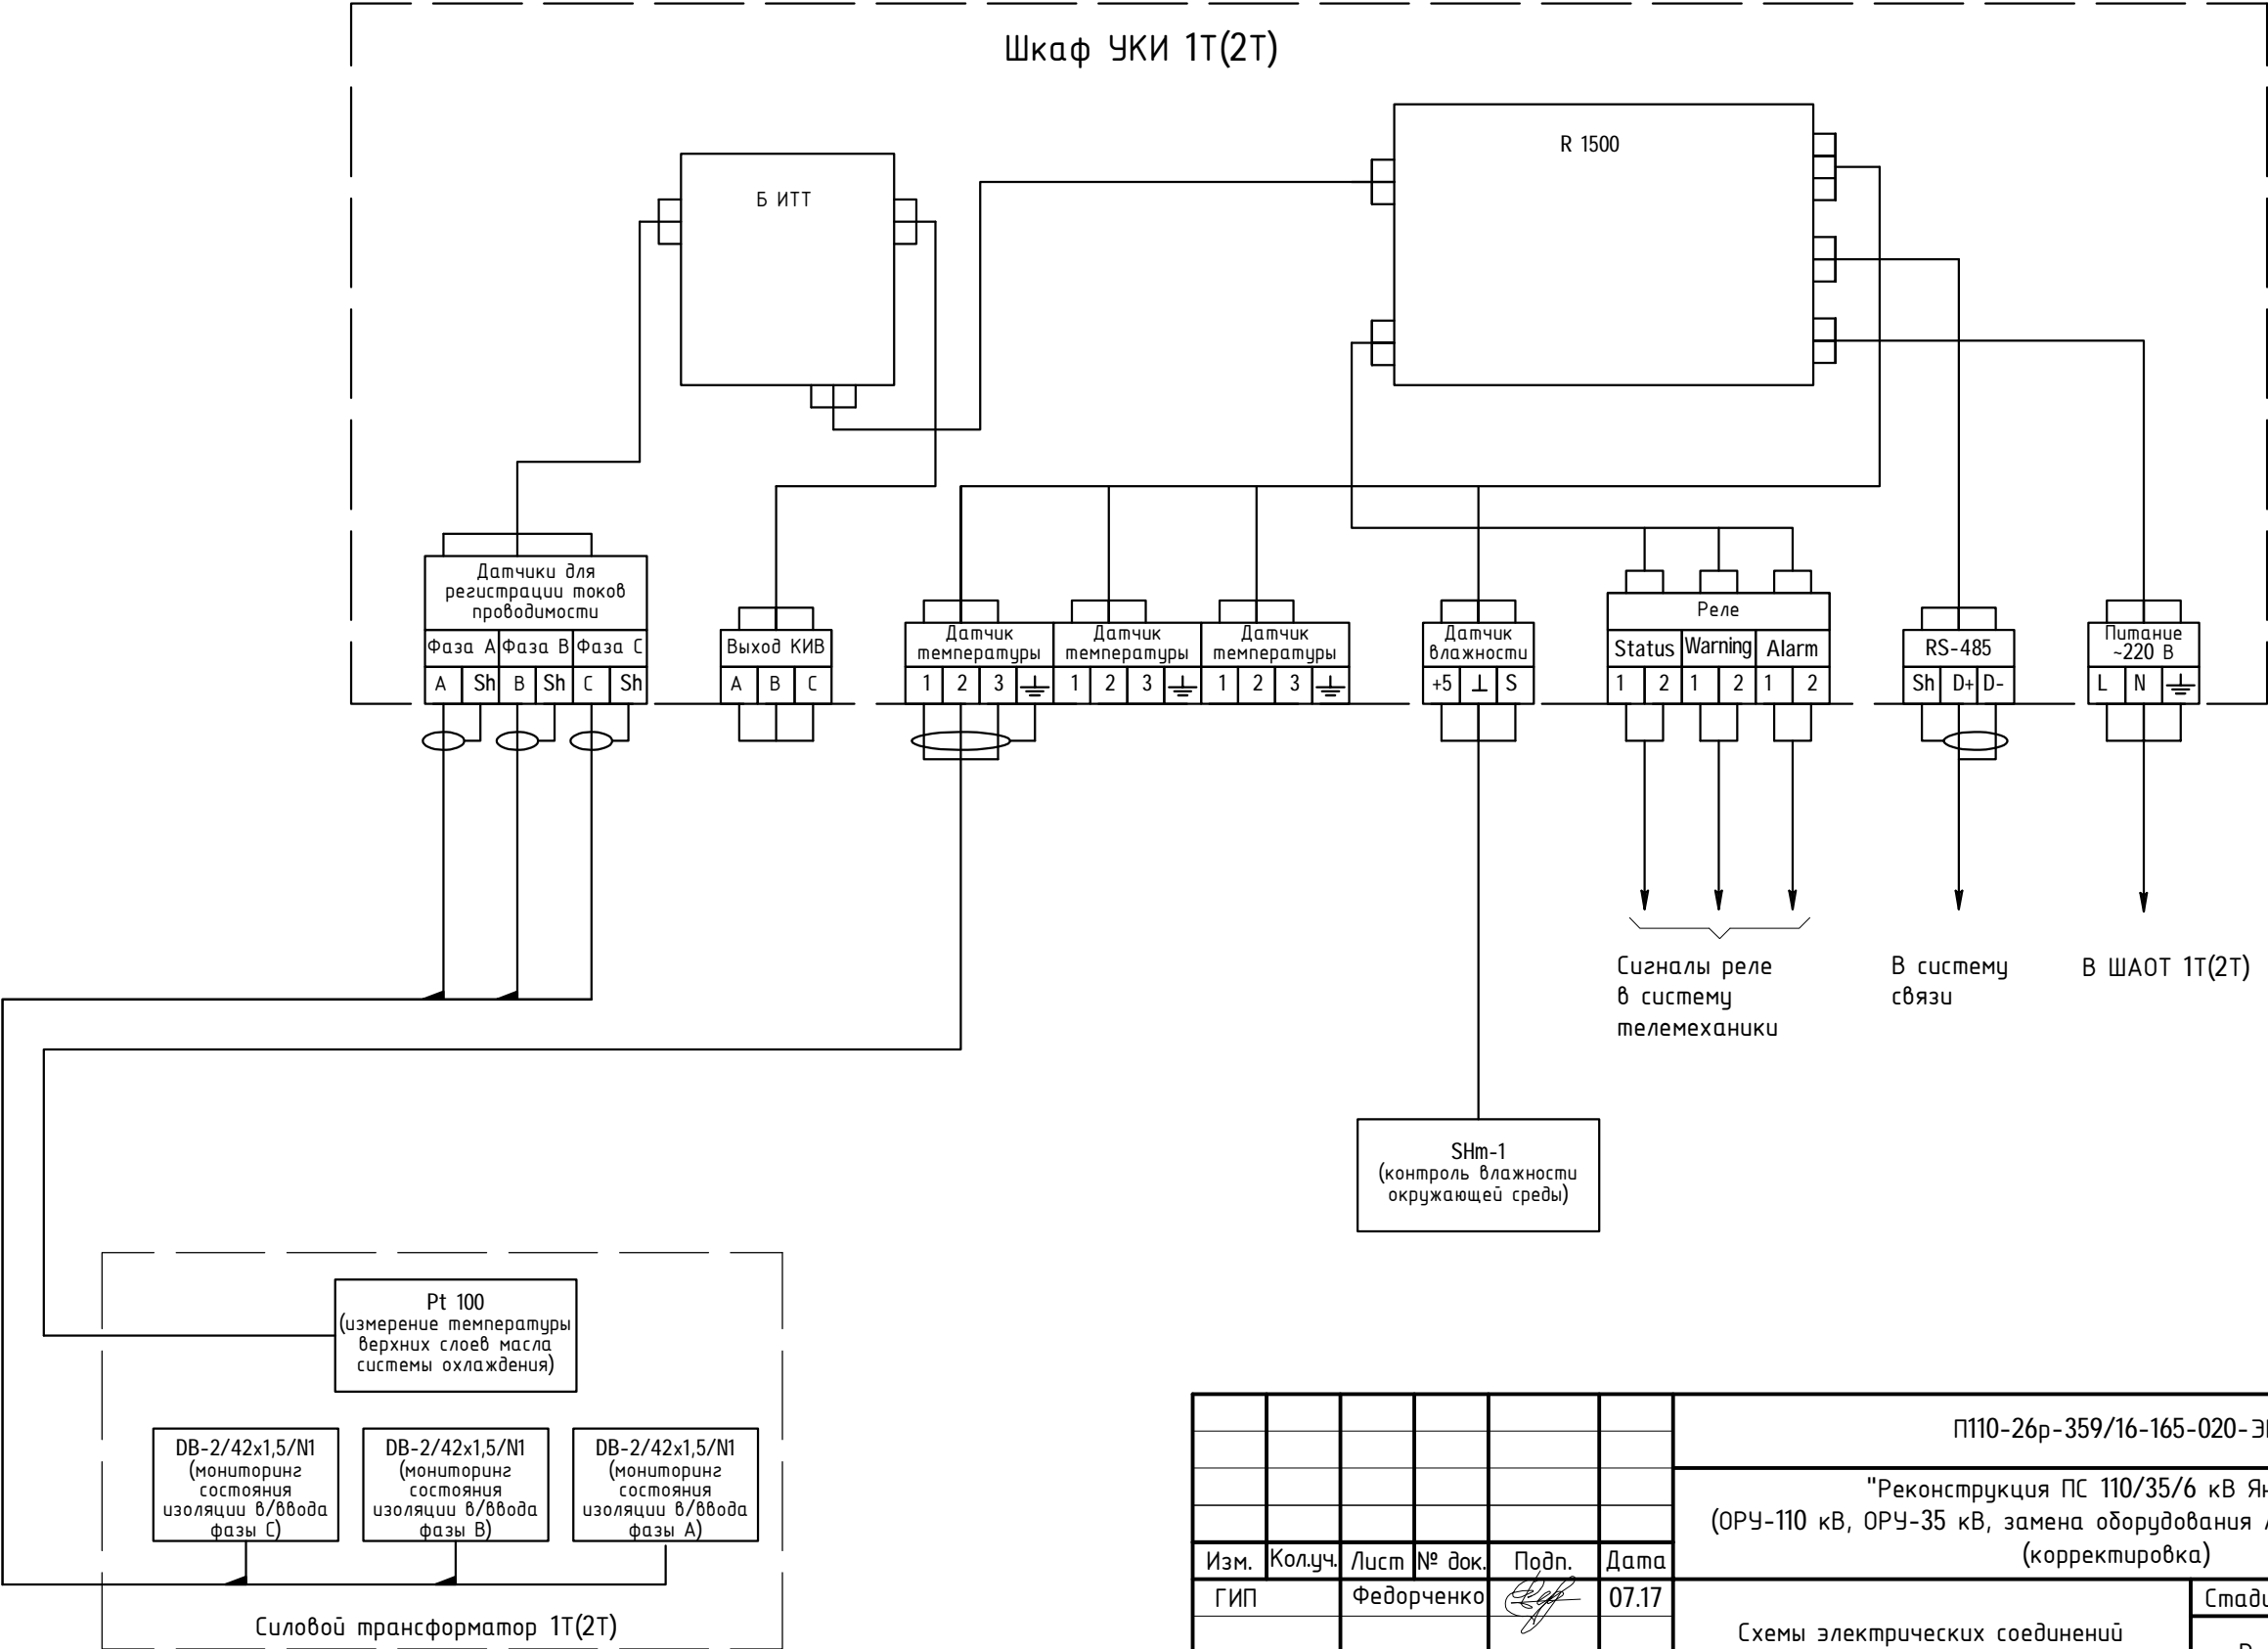 Шкаф УКИ 1Т(2Т)
Б ИТТ
R 1500
Датчики для
регистрации токов
проводимости
Фаза А Фаза В Фаза С
А Sh В Sh С Sh
Выход КИВ
А В С
Датчик
температуры
1 2 3
Датчик
температуры
1 2 3
Датчик
температуры
1 2 3
Датчик
влажности
+5 ⊥ S
Реле
Status Warning Alarm
1 2 1 2 1 2
RS-485
Sh D+ D-
Питание
~220 В
L N
Сигналы реле
в систему
телемеханики
В систему
связи
В ШАОТ 1Т(2Т)
SHm-1
(контроль влажности
окружающей среды)
Pt 100
(измерение температуры
верхних слоев масла
системы охлаждения)
DB-2/42x1,5/N1
(мониторинг
состояния
изоляции в/ввода
фазы С)
DB-2/42x1,5/N1
(мониторинг
состояния
изоляции в/ввода
фазы В)
DB-2/42x1,5/N1
(мониторинг
состояния
изоляции в/ввода
фазы А)
Силовой трансформатор 1Т(2Т)
П110-26р-359/16-165-020-
"Реконструкция ПС 110/35/6 кВ
(ОРУ-110 кВ, ОРУ-35 кВ, замена оборудования
(корректировка)
Изм. Кол.уч. Лист № док. Подп. Дата
ГИП Федорченко 07.17
Схемы электрических соединений